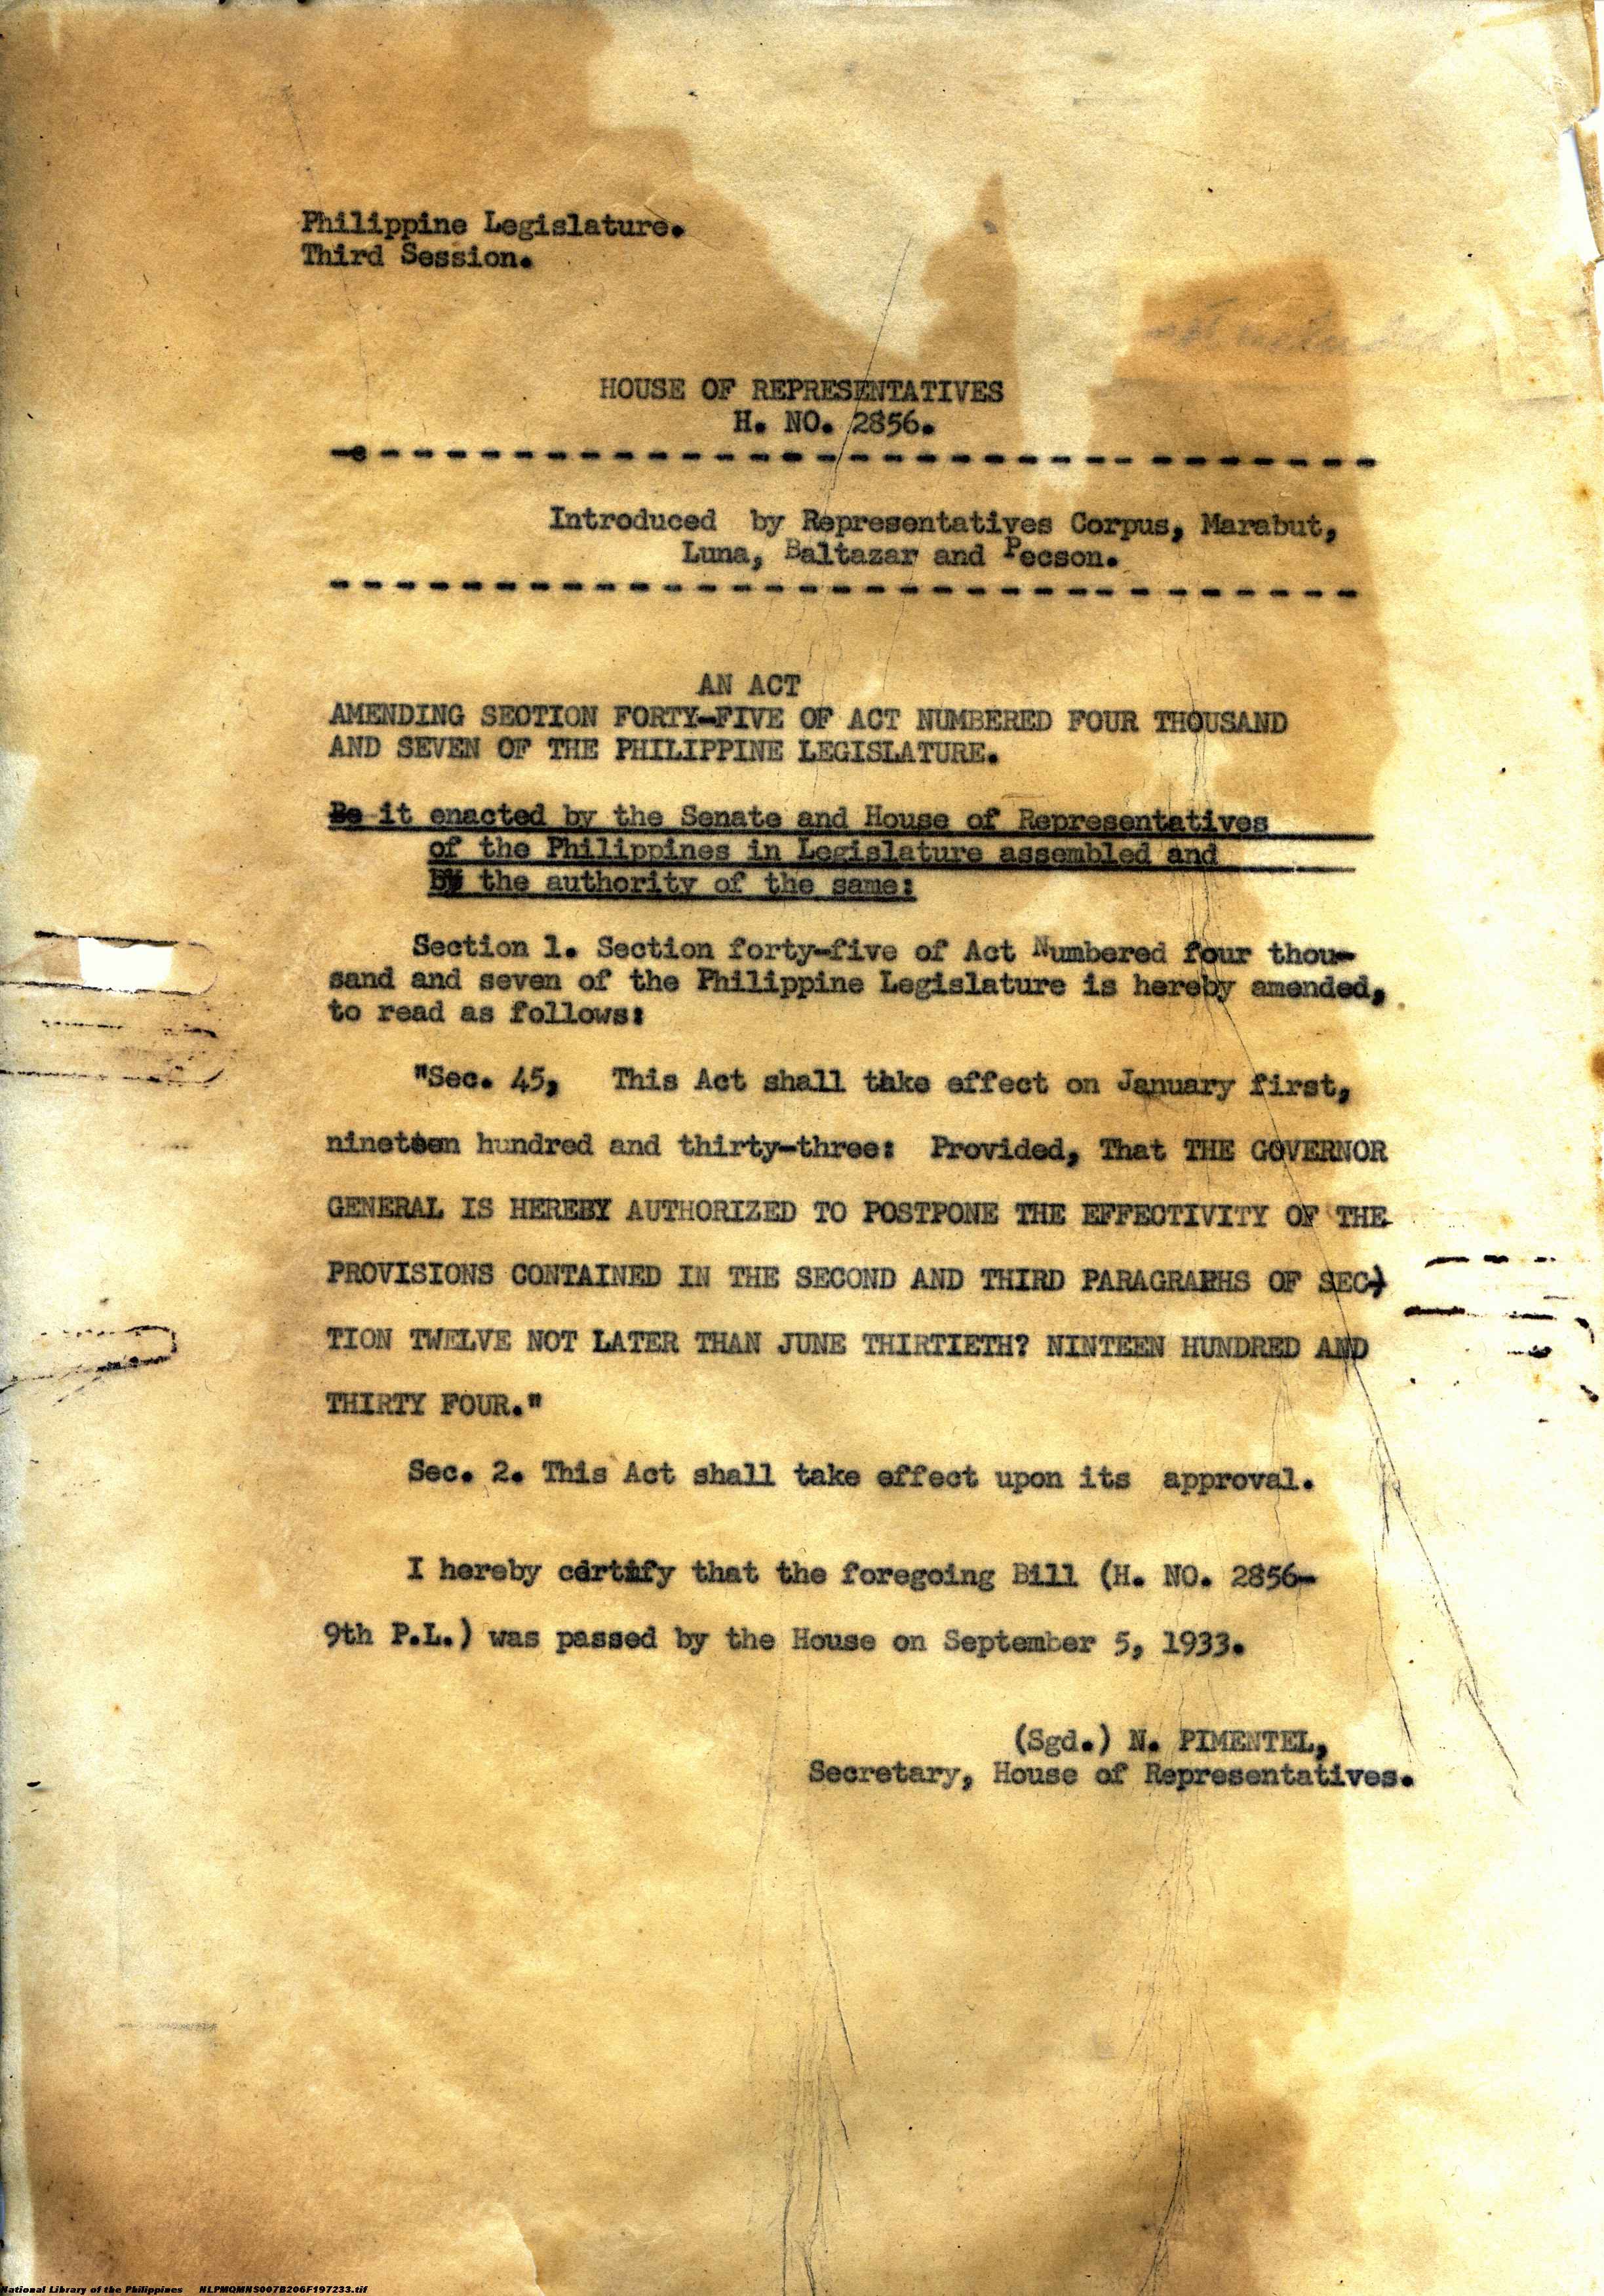 Philippine Legislature.
Third Session.
HOUSE OF REPRESENTATIVES
H. NO. 2856.
Introduced by Representatives Corpus, Marabut,
Luna, Baltazar and Pecson.
AN ACT
AMENDING SECTION FORTY-FIVE OF ACT NUMBERED FOUR THOUSAND
AND SEVEN OF THE PHILIPPINE LEGISLATURE.
Be it enacted by the Senate and House of Representatives
of the Philippines in Legislature assembled and
By the authority of the same:
Section 1. Section forty-five of Act Numbered four thou-
sand and seven of the Philippine Legislature is hereby amended,
to read as follows:
"Sec. 45, This Act shall take effect on January first,
nineteen hundred and thirty-three: Provided, That THE GOVERNOR
GENERAL IS HEREBY AUTHORIZED TO POSTPONE THE EFFECTIVITY OF THE
PROVISIONS CONTAINED IN THE SECOND AND THIRD PARAGRAPHS OF SEC)
TION TWELVE NOT LATER THAN JUNE THIRTIETH? NINTEEN HUNDRED AND
THIRTY FOUR."
Sec. 2. This Act shall take effect upon its approval.
I hereby certify that the foregoing Bill (H. NO. 2856-
9th P.L.) was passed by the House on September 5, 1933.
(Sgd.) N. PIMENTEL,
Secretary, House of Representatives.
National Library of the Philippines NLPMQMNS007B206F197233.tif